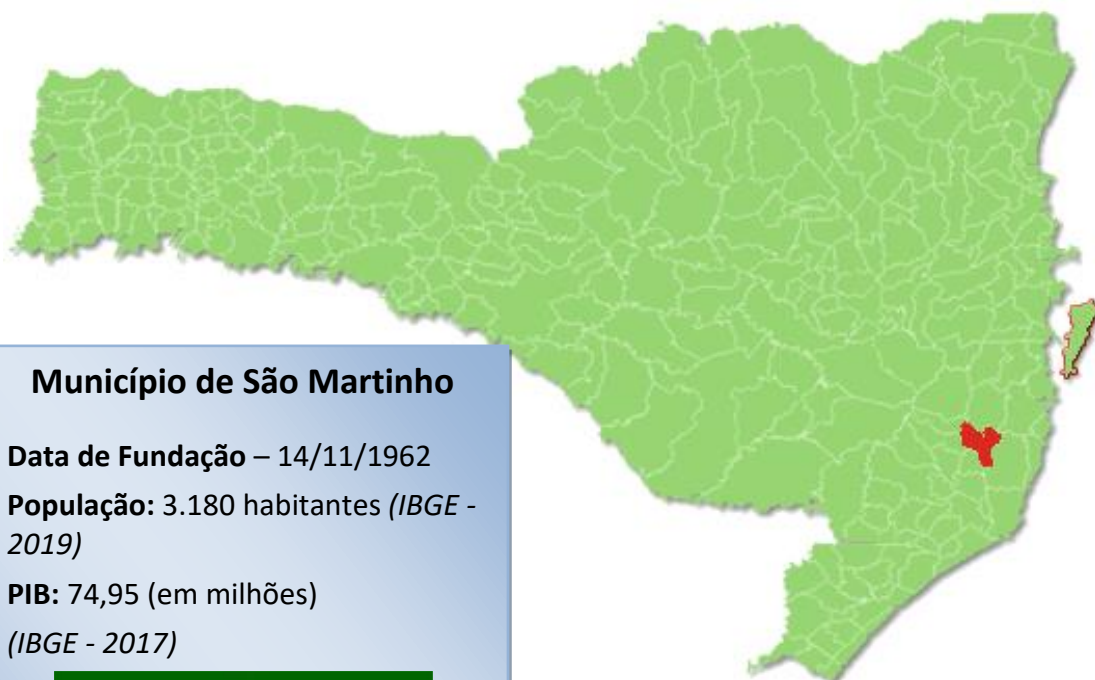 Município de São Martinho
Data de Fundação – 14/11/1962
População: 3.180 habitantes (IBGE -
2019)
PIB: 74,95 (em milhões)
(IBGE - 2017)